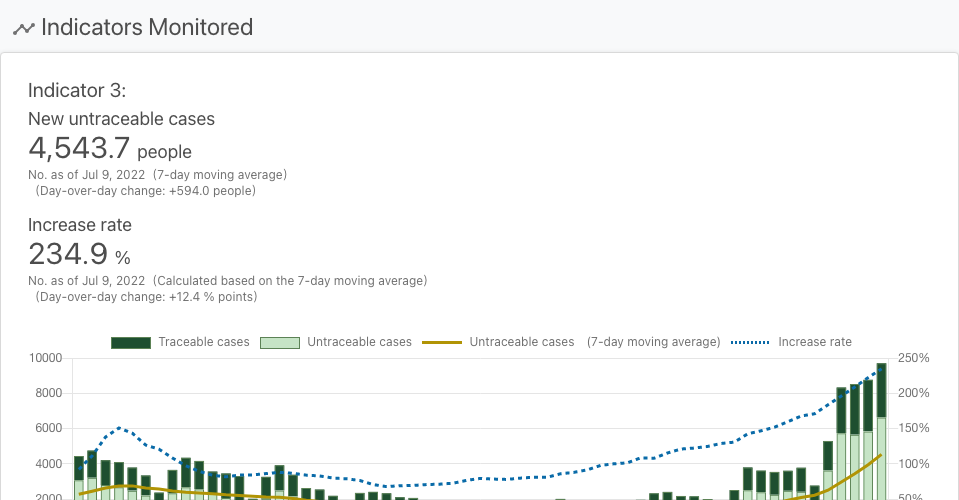 Indicators Monitored
Indicator 3:
New untraceable cases
4,543.7 people
No. as of Jul 9, 2022 (7-day moving average)
(Day-over-day change: +594.0 people)
Increase rate
234.9 %
No. as of Jul 9, 2022 (Calculated based on the 7-day moving average)
(Day-over-day change: +12.4 % points)
Traceable cases Untraceable cases Untraceable cases (7-day moving average) Increase rate
10000 250%
8000 200%
6000 150%
4000 100%
2000 50%